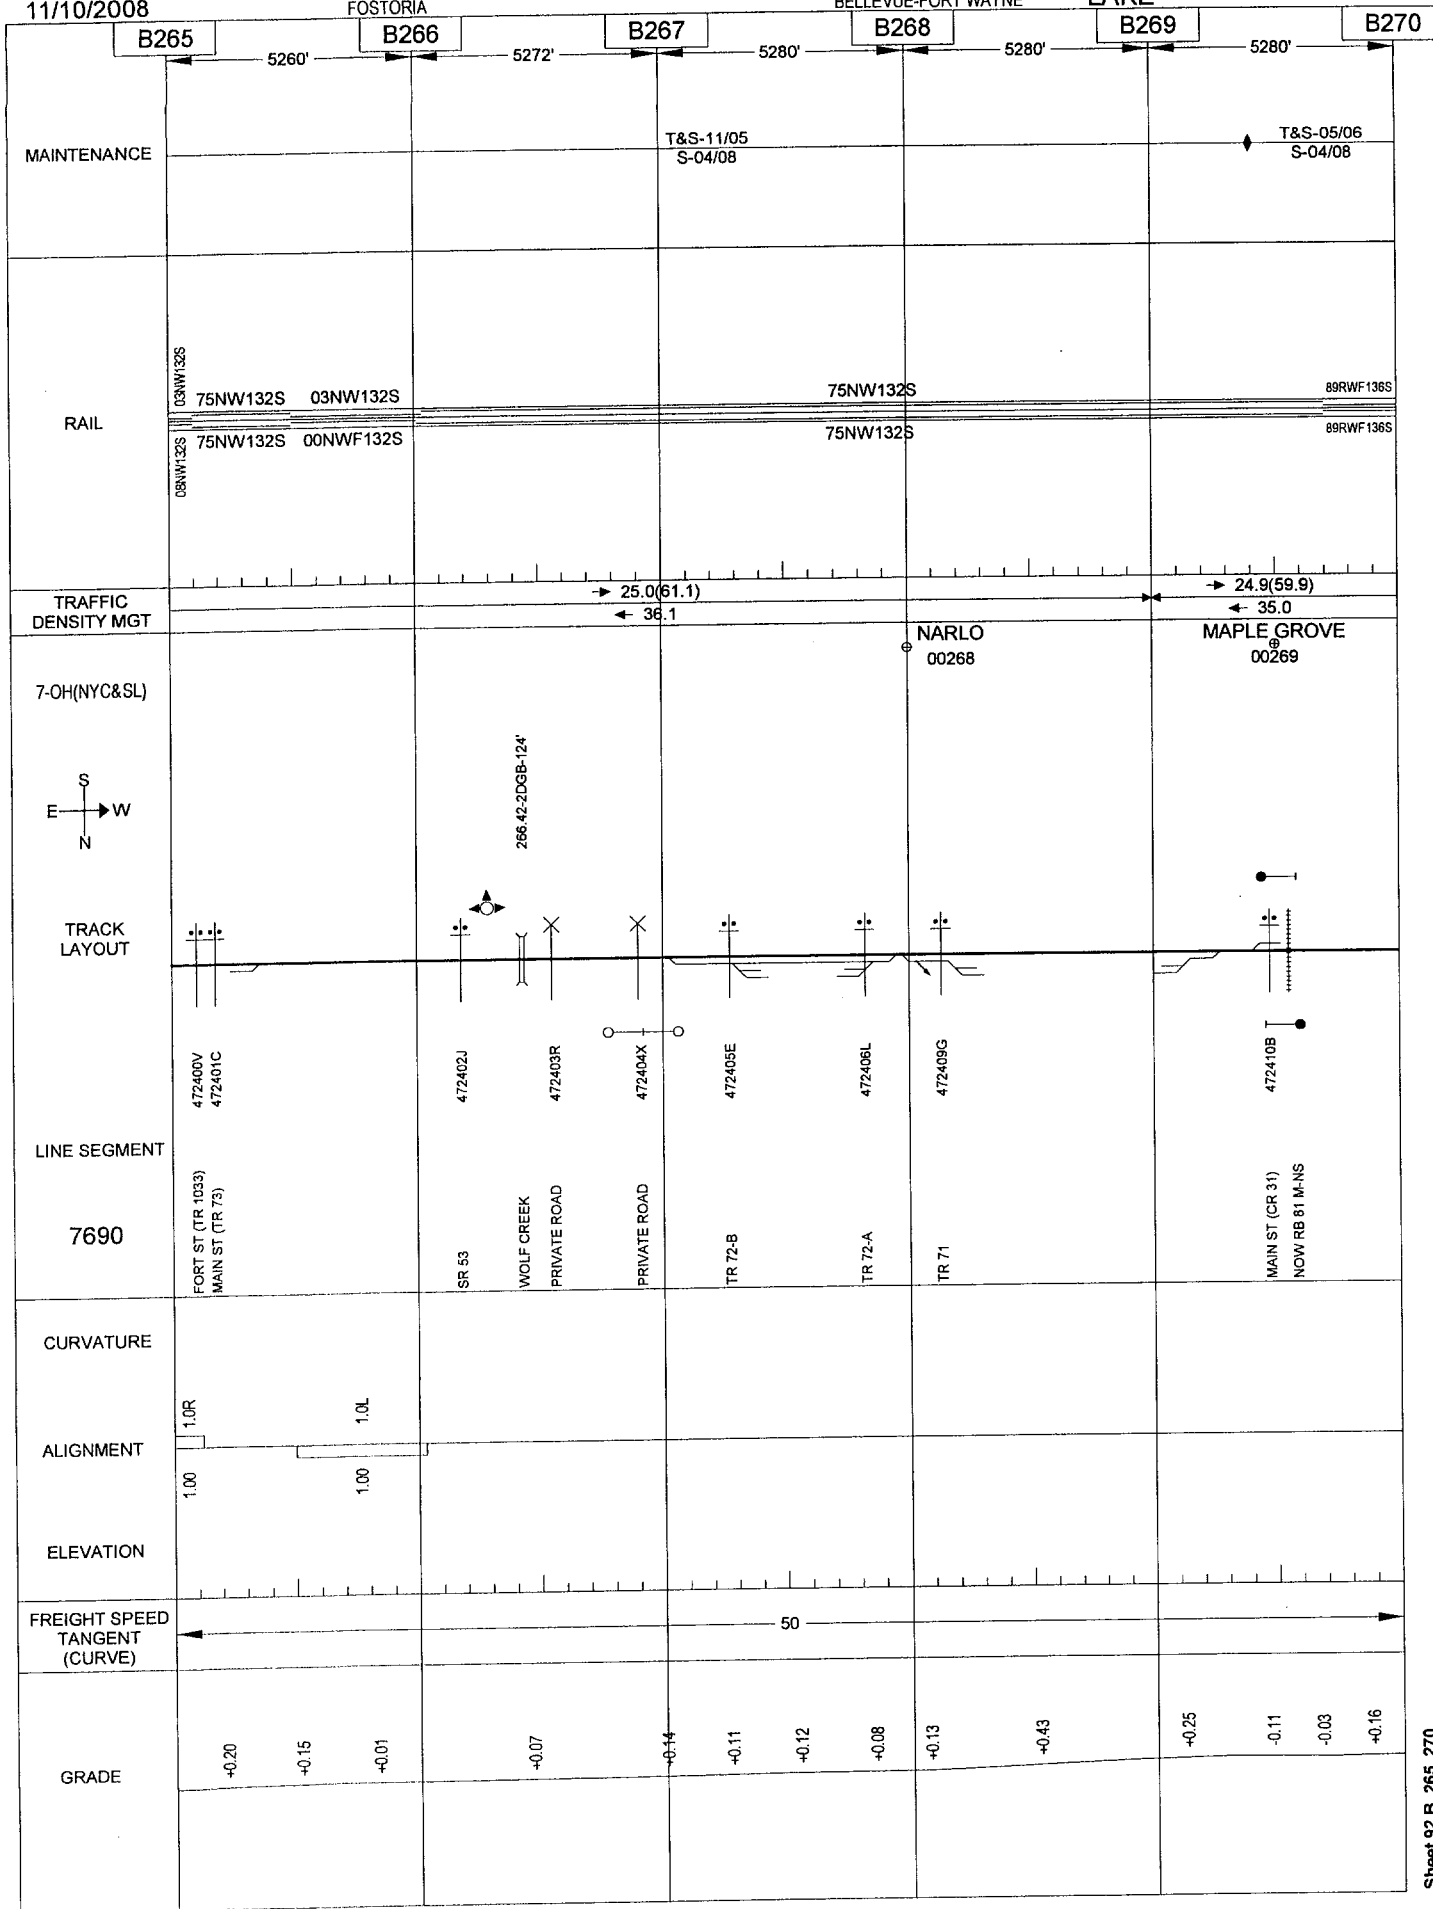 11/10/2008 FOSTORIA BELLEVUE-FORT WAYNE LAKE
B265 B266 B267 B268 B269 B270
5260' 5272' 5280' 5280' 5280'
MAINTENANCE
T&S-11/05
S-04/08
T&S-05/06
S-04/08
RAIL
03NW132S
75NW132S 03NW132S 75NW132S 89RWF136S
75NW132S 00NWF132S 75NW132S 89RWF136S
08NW132S
TRAFFIC
DENSITY MGT
25.0(61.1)
36.1
24.9(59.9)
35.0
NARLO
00268
MAPLE GROVE
00269
7-OH(NYC&SL)
S
E W
N
266.42-2DGB-124'
TRACK
LAYOUT
472400V
472401C
472402J
472403R
472404X
472405E
472406L
472409G
472410B
LINE SEGMENT
7690
FORT ST (TR 1033)
MAIN ST (TR 73)
SR 53
WOLF CREEK
PRIVATE ROAD
PRIVATE ROAD
TR 72-B
TR 72-A
TR 71
MAIN ST (CR 31)
NOW RB 81 M-NS
CURVATURE
1.0R
1.0L
ALIGNMENT
1.00
1.00
ELEVATION
FREIGHT SPEED
TANGENT
(CURVE)
50
GRADE
+0.20
+0.15
+0.01
+0.07
+0.14
+0.11
+0.12
+0.08
+0.13
+0.43
+0.25
-0.11
-0.03
+0.16
Sheet 92 B_265_270